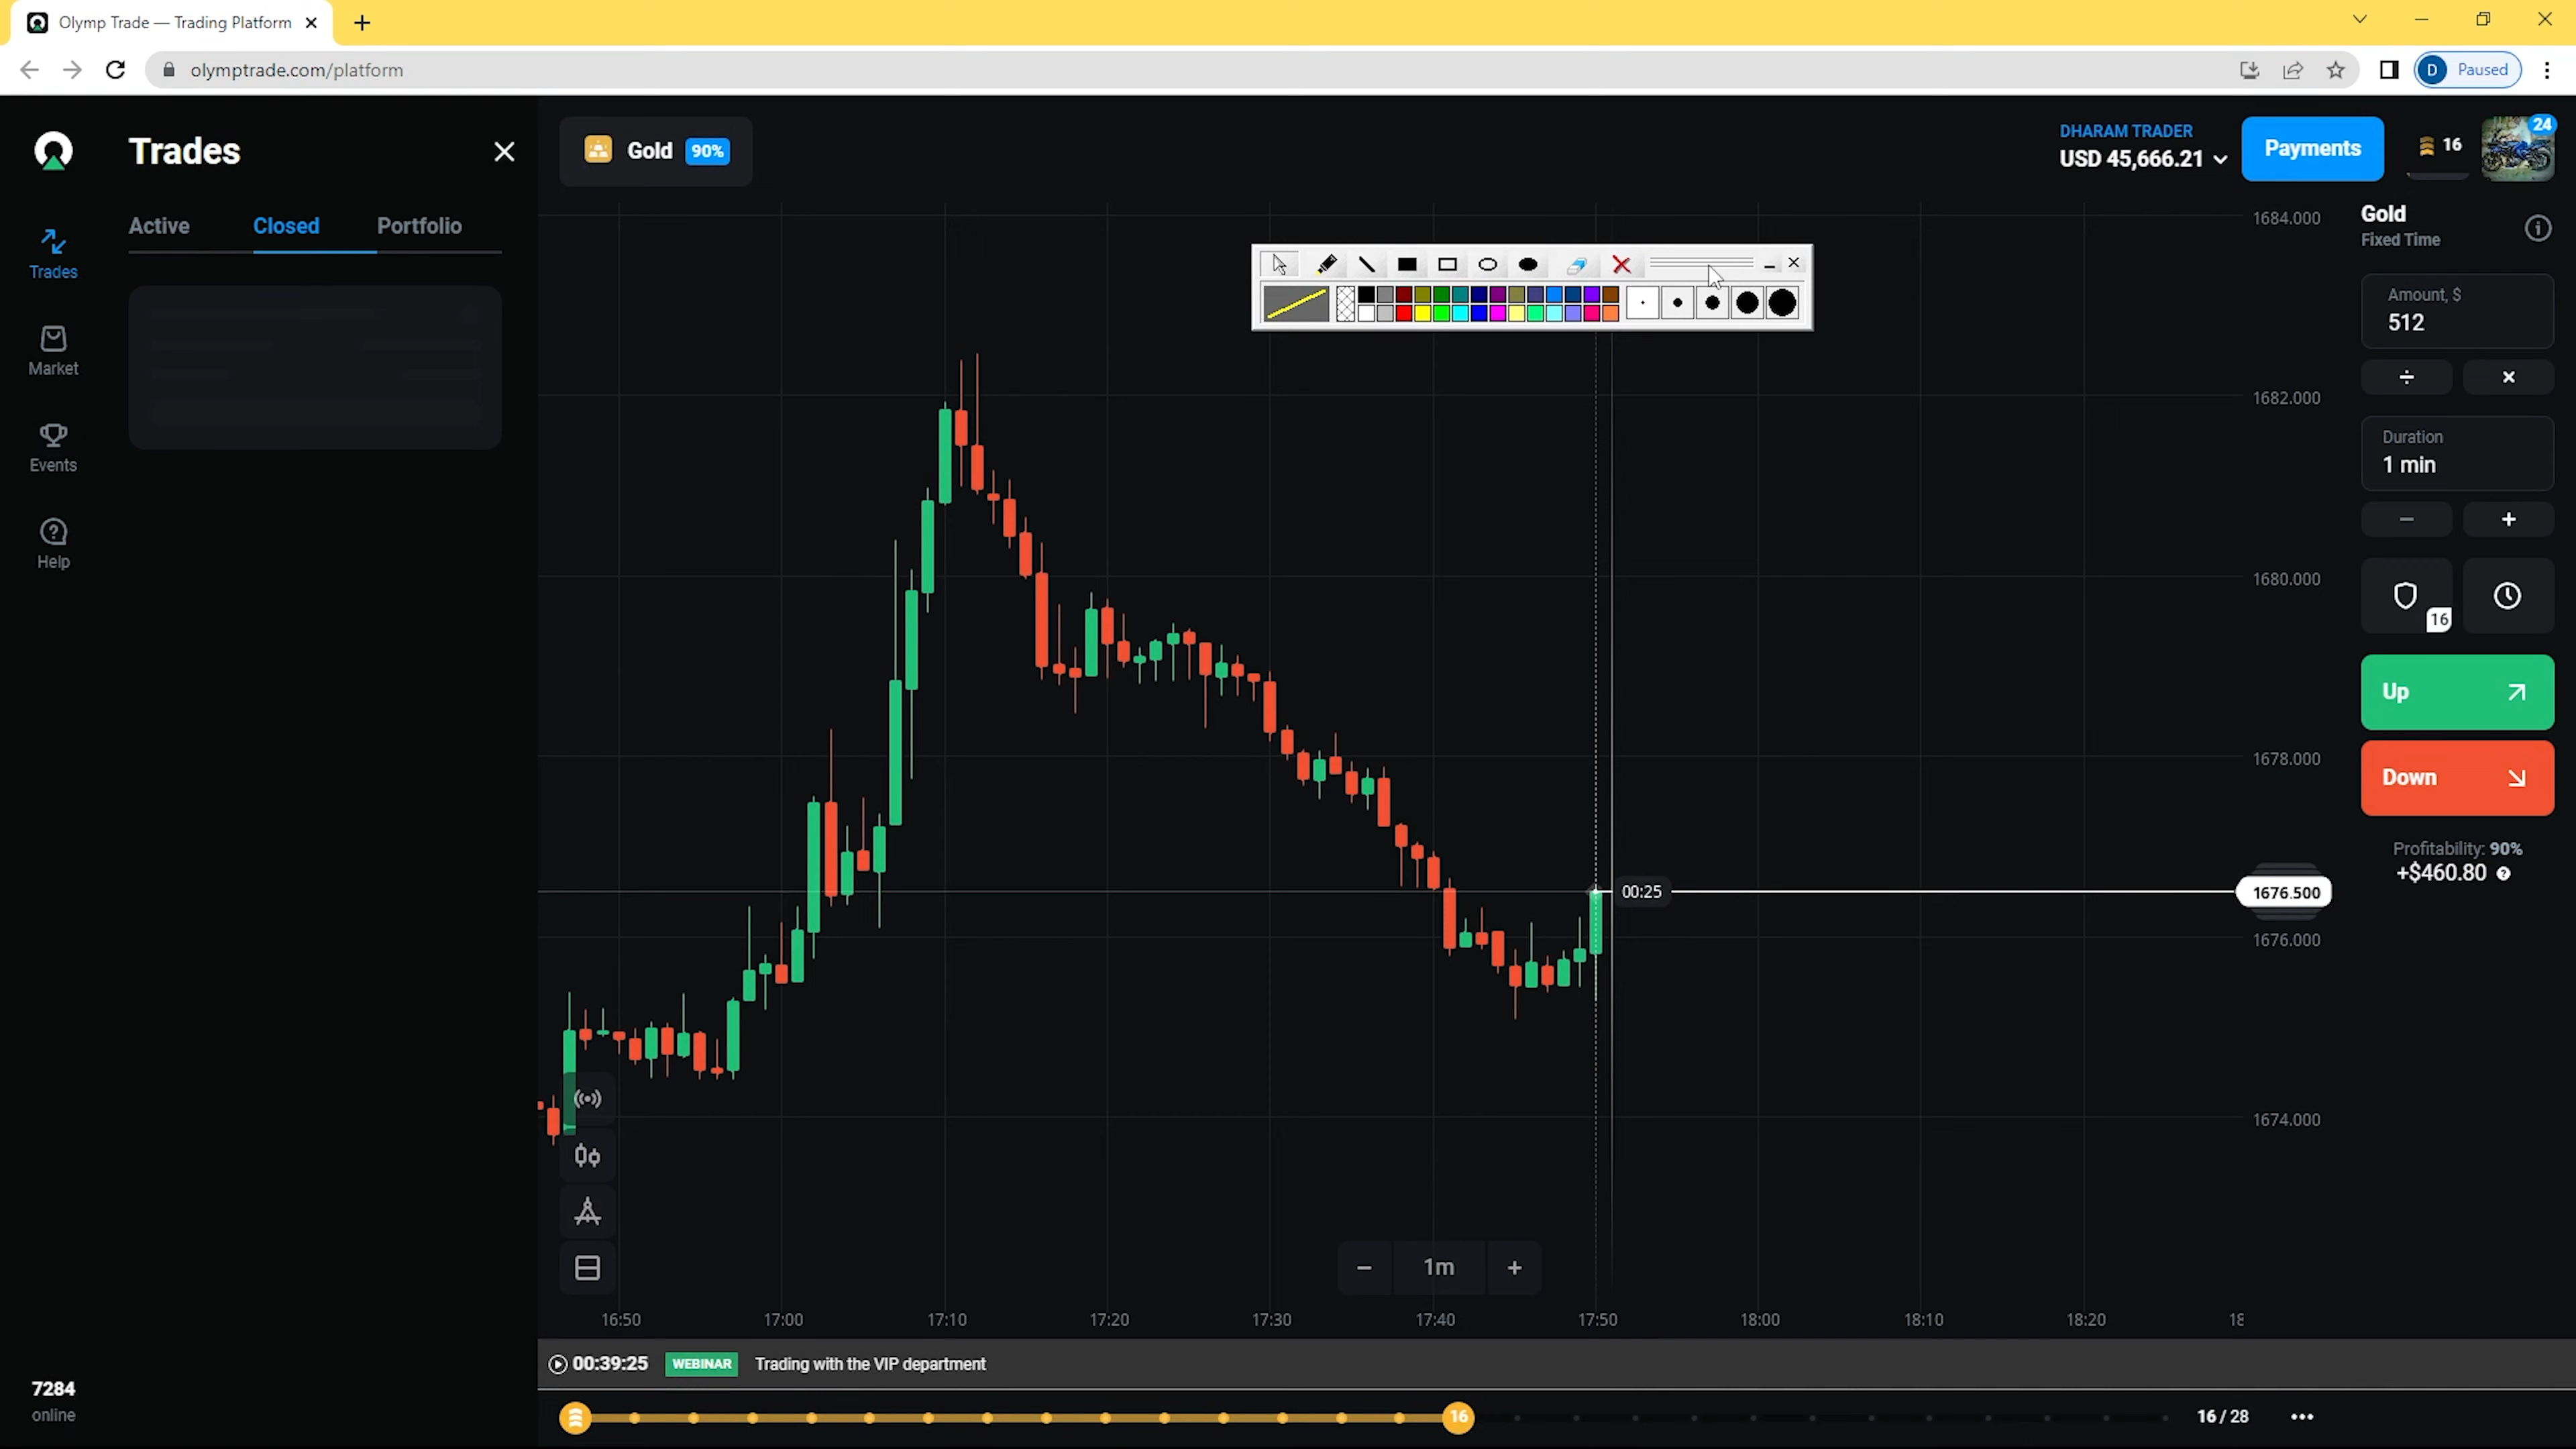 Olymp Trade — Trading Platform
olymptrade.com/platform
D Paused
Trades
Active Closed Portfolio
Trades
Market
Events
Help
7284
online
Gold 90%
DHARAM TRADER
USD 45,666.21
Payments
16
24
1684.000
1682.000
1680.000
1678.000
1676.500
1676.000
1674.000
00:25
1m
16:50 17:00 17:10 17:20 17:30 17:40 17:50 18:00 18:10 18:20
Gold
Fixed Time
Amount, $
512
Duration
1 min
16
Up
Down
Profitability: 90%
+$460.80
00:39:25 WEBINAR Trading with the VIP department
16 16 / 28